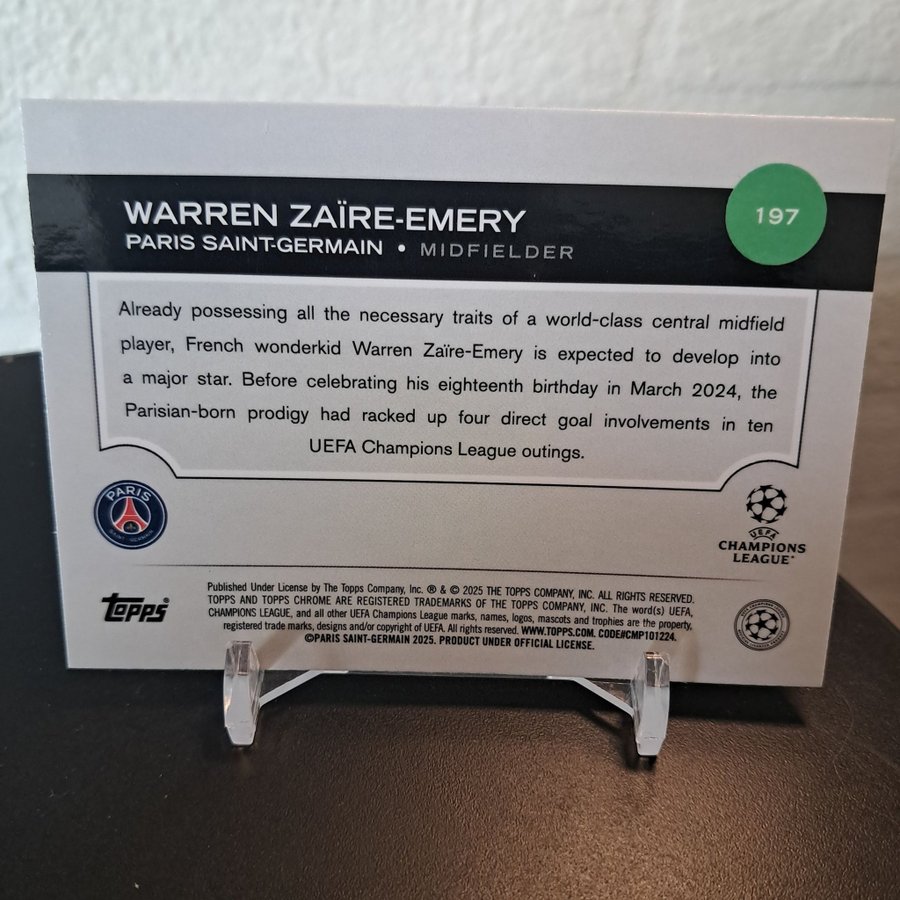 WARREN ZAÏRE-EMERY
PARIS SAINT-GERMAIN • MIDFIELDER
197
Already possessing all the necessary traits of a world-class central midfield
player, French wonderkid Warren Zaïre-Emery is expected to develop into
a major star. Before celebrating his eighteenth birthday in March 2024, the
Parisian-born prodigy had racked up four direct goal involvements in ten
UEFA Champions League outings.
PARIS
SAINT-GERMAIN
UEFA
CHAMPIONS
LEAGUE
topps®
Published Under License by The Topps Company, Inc. ® & © 2025 THE TOPPS COMPANY, INC. ALL RIGHTS RESERVED.
TOPPS AND TOPPS CHROME ARE REGISTERED TRADEMARKS OF THE TOPPS COMPANY, INC. The word(s) UEFA,
CHAMPIONS LEAGUE, and all other UEFA Champions League marks, names, logos, mascots and trophies are the property,
registered trade marks, designs and/or copyright of UEFA. All rights reserved. WWW.TOPPS.COM. CODE#CMP101224.
©PARIS SAINT-GERMAIN 2025. PRODUCT UNDER OFFICIAL LICENSE.